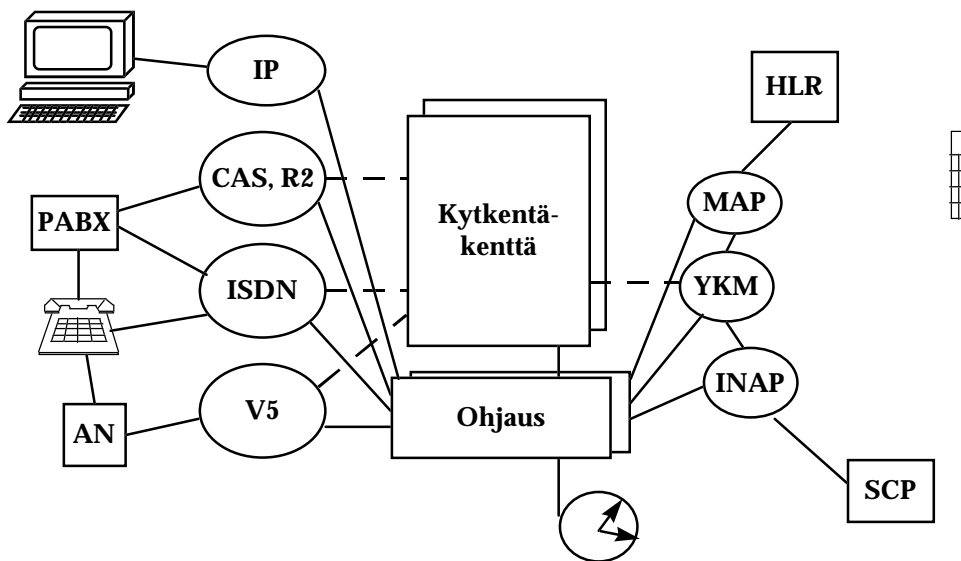 IP
HLR
CAS, R2
MAP
PABX
Kytkentä-
kenttä
ISDN
YKM
INAP
V5
Ohjaus
AN
SCP